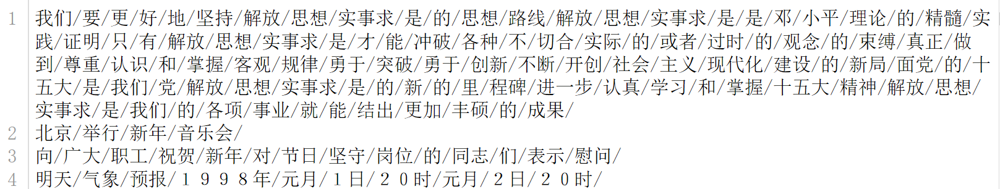 1 我们/要/更/好/地/坚持/解放/思想/实事求/是/的/思想/路线/解放/思想/实事求/是/是/邓/小平/理论/的/精髓/实
践/证明/只/有/解放/思想/实事求/是/才/能/冲破/各种/不/切合/实际/的/或者/过时/的/观念/的/束缚/真正/做
到/尊重/认识/和/掌握/客观/规律/勇于/突破/勇于/创新/不断/开创/社会/主义/现代化/建设/的/新局/面党/的/十
五大/是/我们/党/解放/思想/实事求/是/的/新/的/里/程碑/进一步/认真/学习/和/掌握/十五大/精神/解放/思想/
实事求/是/我们/的/各项/事业/就/能/结出/更加/丰硕/的/成果/
2 北京/举行/新年/音乐会/
3 向/广大/职工/祝贺/新年/对/节日/坚守/岗位/的/同志/们/表示/慰问/
4 明天/气象/预报/１９９８年/元月/１日/２０时/元月/２日/２０时/